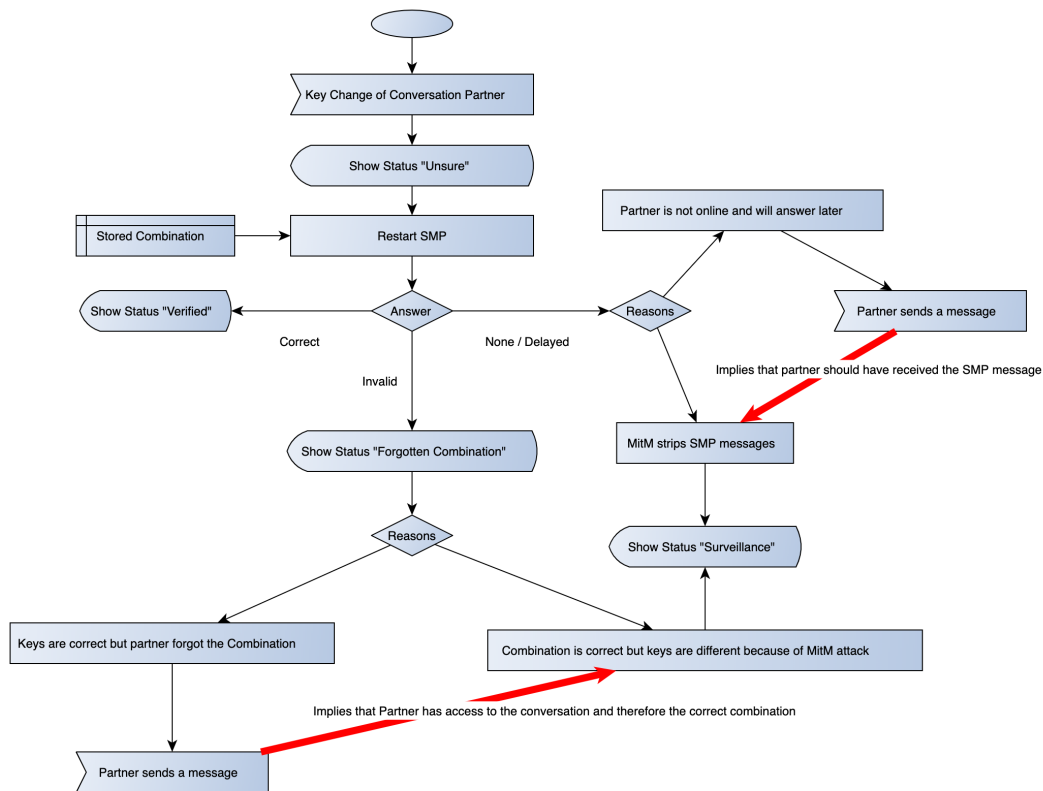 Key Change of Conversation Partner
Show Status "Unsure"
Partner is not online and will answer later
Stored Combination
Restart SMP
Show Status "Verified"
Answer
Reasons
Partner sends a message
Correct
None / Delayed
Implies that partner should have received the SMP message
Invalid
MitM strips SMP messages
Show Status "Forgotten Combination"
Reasons
Show Status "Surveillance"
Keys are correct but partner forgot the Combination
Combination is correct but keys are different because of MitM attack
Implies that Partner has access to the conversation and therefore the correct combination
Partner sends a message